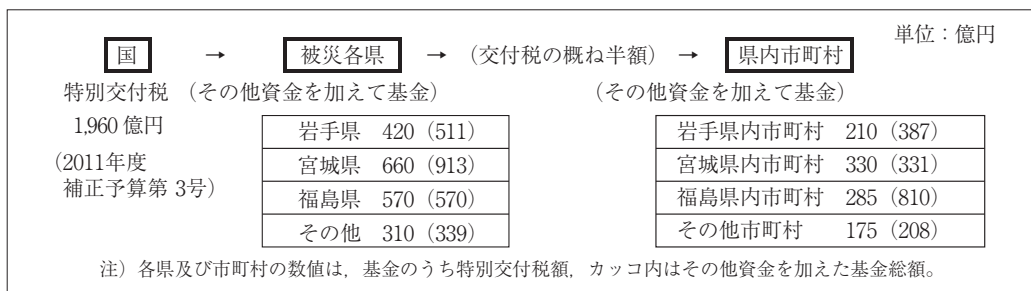 単位：億円
国 → 被災各県 → （交付税の概ね半額） → 県内市町村
特別交付税 （その他資金を加えて基金） （その他資金を加えて基金）
1,960 億円
（2011年度
補正予算第 3号）
岩手県 420（511）
宮城県 660（913）
福島県 570（570）
その他 310（339）
岩手県内市町村 210（387）
宮城県内市町村 330（331）
福島県内市町村 285（810）
その他市町村 175（208）
注）各県及び市町村の数値は，基金のうち特別交付税額，カッコ内はその他資金を加えた基金総額。